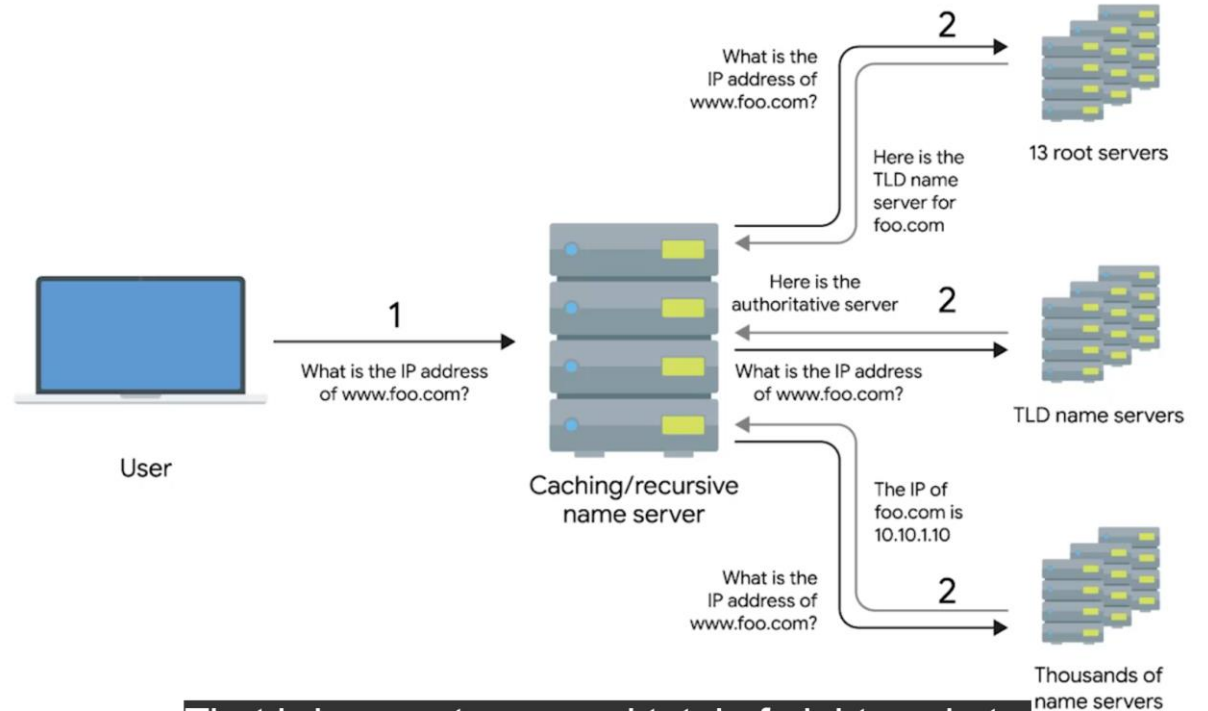 2
What is the
IP address of
www.foo.com?
13 root servers
Here is the
TLD name
server for
foo.com
1
What is the IP address
of www.foo.com?
User
Caching/recursive
name server
Here is the
authoritative server
2
What is the IP address
of www.foo.com?
TLD name servers
The IP of
foo.com is
10.10.1.10
What is the
IP address of
www.foo.com?
2
Thousands of
name servers